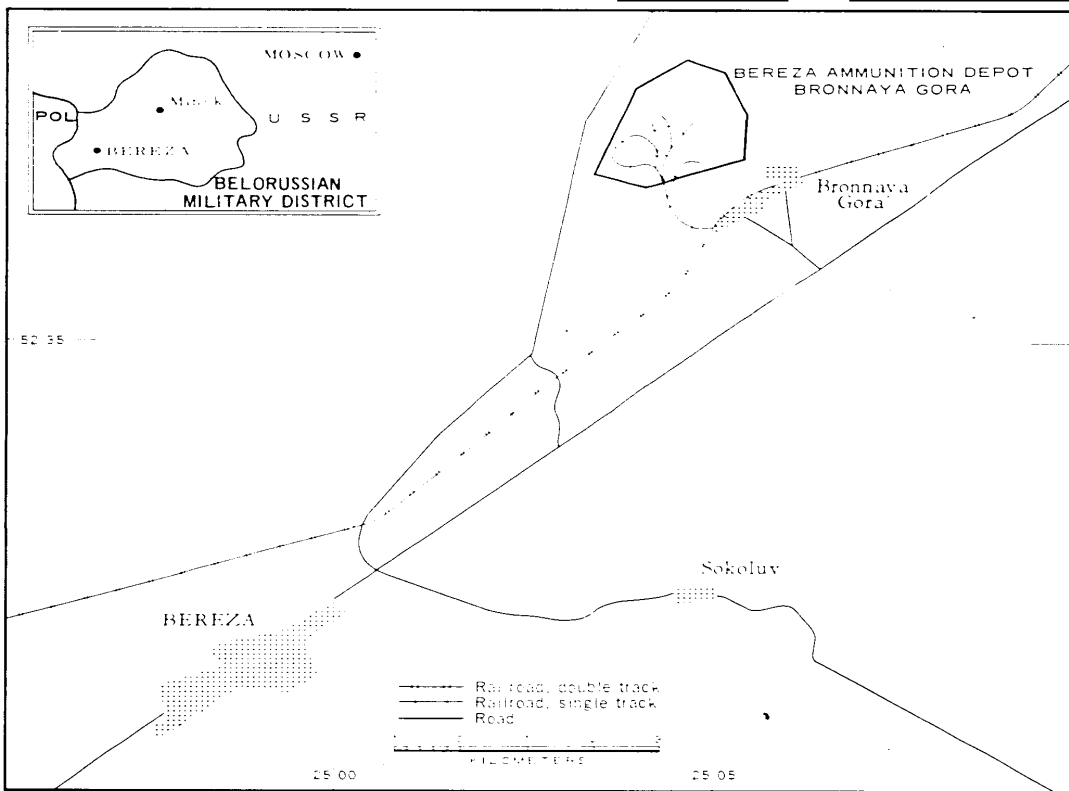 MOSCOW
Minsk
POL
U S S R
BEREZA
BELORUSSIAN
MILITARY DISTRICT
BEREZA AMMUNITION DEPOT
BRONNAYA GORA
Bronnaya
Gora
52 35
Sokoluv
BEREZA
Railroad, double track
Railroad, single track
Road
KILOMETERS
25 00
25 05